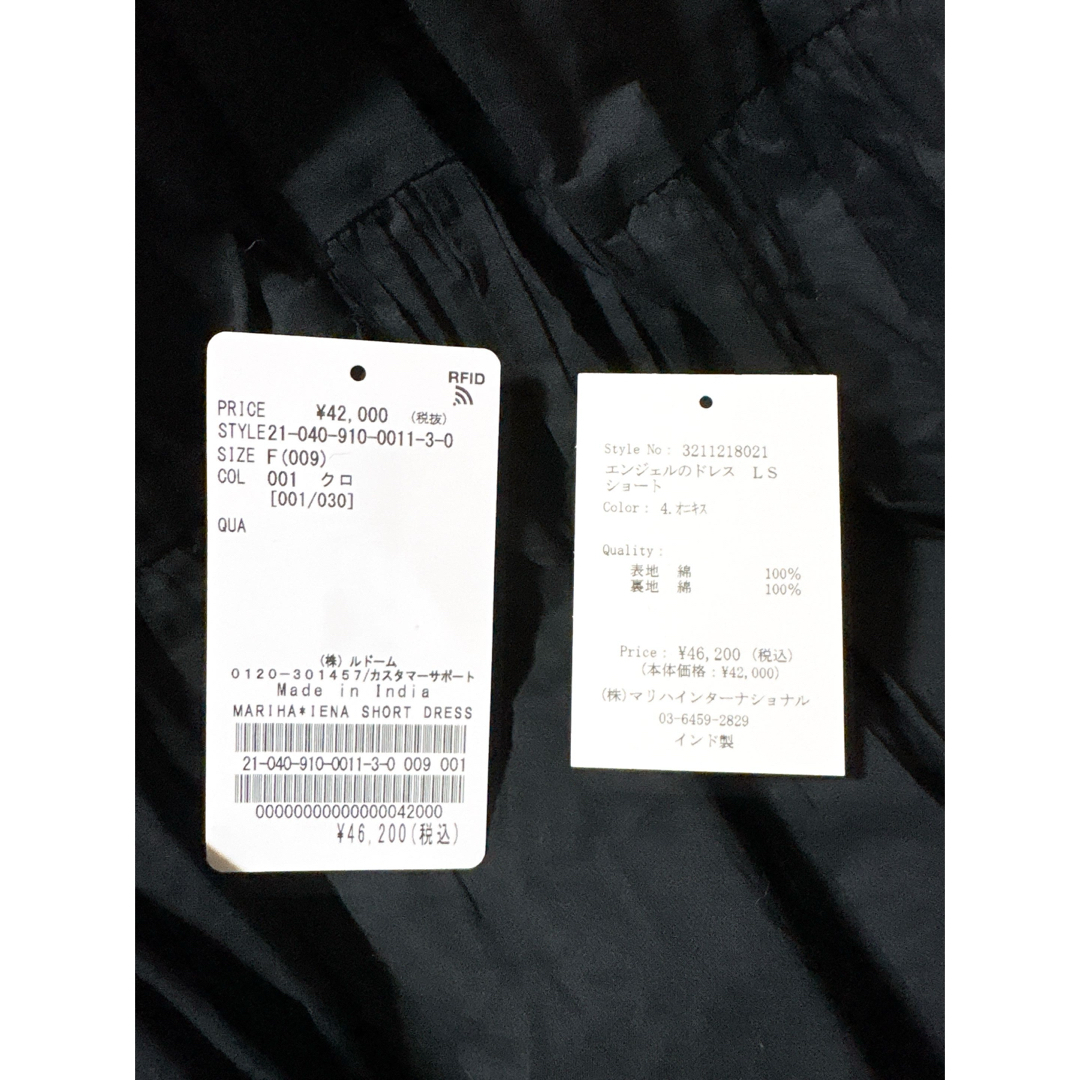 RFID
PRICE ¥42,000 (税抜)
STYLE21-040-910-0011-3-0
SIZE F(009)
COL 001 クロ
[001/030]
QUA
(株)ルドーム
0120-301457/カスタマーサポート
Made in India
MARIHA*IENA SHORT DRESS
21-040-910-0011-3-0 009 001
00000000000000042000
¥46,200(税込)
Style No: 3211218021
エンジェルのドレス LS
ショート
Color: 4.オニキス
Quality:
表地 綿 100%
裏地 綿 100%
Price: ¥46,200 (税込)
(本体価格:¥42,000)
(株)マリハインターナショナル
03-6459-2829
インド製